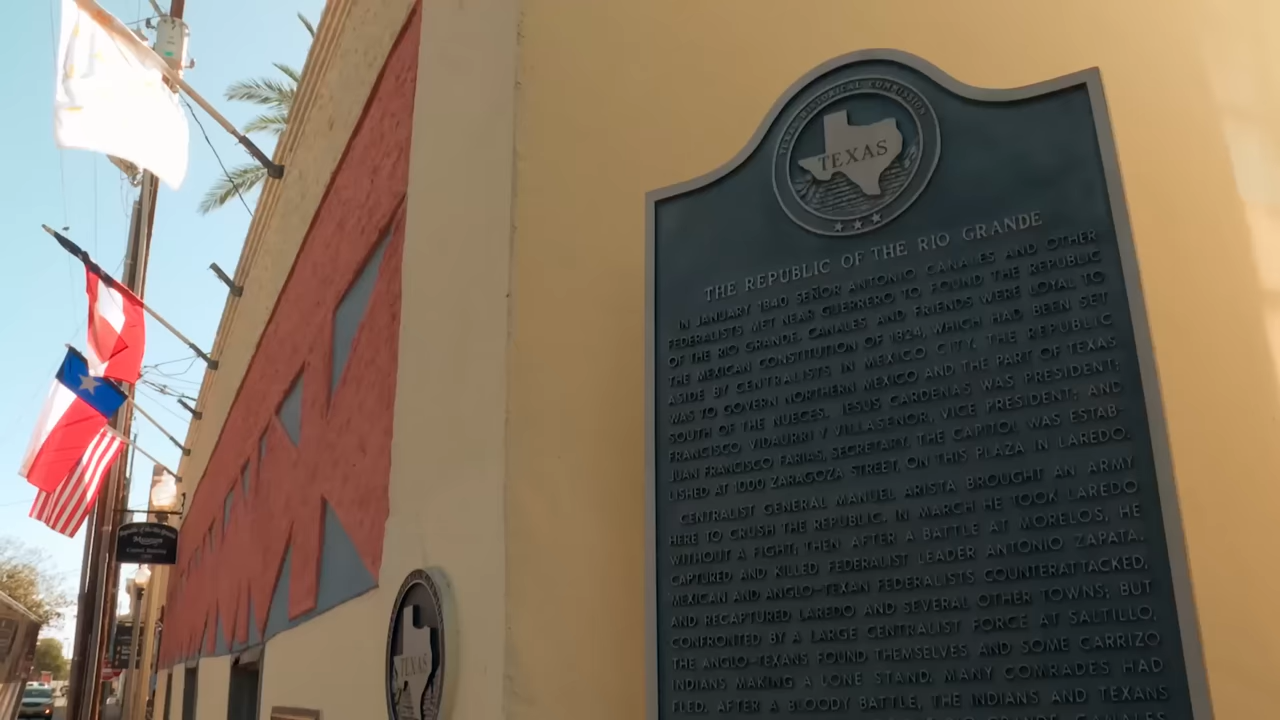 TEXAS HISTORICAL COMMISSION
TEXAS
THE REPUBLIC OF THE RIO GRANDE
IN JANUARY 1840 SEÑOR ANTONIO CANALES AND OTHER
FEDERALISTS MET NEAR GUERRERO TO FOUND THE REPUBLIC
OF THE RIO GRANDE. CANALES AND FRIENDS WERE LOYAL TO
THE MEXICAN CONSTITUTION OF 1824, WHICH HAD BEEN SET
ASIDE BY CENTRALISTS IN MEXICO CITY. THE REPUBLIC
WAS TO GOVERN NORTHERN MEXICO AND THE PART OF TEXAS
SOUTH OF THE NUECES. JESUS CARDENAS WAS PRESIDENT;
FRANCISCO VIDAURRI Y VILLASENOR, VICE PRESIDENT; AND
JUAN FRANCISCO FARIAS, SECRETARY. THE CAPITOL WAS ESTAB-
LISHED AT 1000 ZARAGOZA STREET, ON THIS PLAZA IN LAREDO.
CENTRALIST GENERAL MANUEL ARISTA BROUGHT AN ARMY
HERE TO CRUSH THE REPUBLIC. IN MARCH HE TOOK LAREDO
WITHOUT A FIGHT; THEN, AFTER A BATTLE AT MORELOS, HE
CAPTURED AND KILLED FEDERALIST LEADER ANTONIO ZAPATA.
MEXICAN AND ANGLO-TEXAN FEDERALISTS COUNTERATTACKED,
AND RECAPTURED LAREDO AND SEVERAL OTHER TOWNS; BUT
CONFRONTED BY A LARGE CENTRALIST FORCE AT SALTILLO,
THE ANGLO-TEXANS FOUND THEMSELVES AND SOME CARRIZO
INDIANS MAKING A LONE STAND. MANY COMRADES HAD
FLED. AFTER A BLOODY BATTLE, THE INDIANS AND TEXANS
RIO GRANDE. CANALES
Museum
TEXAS